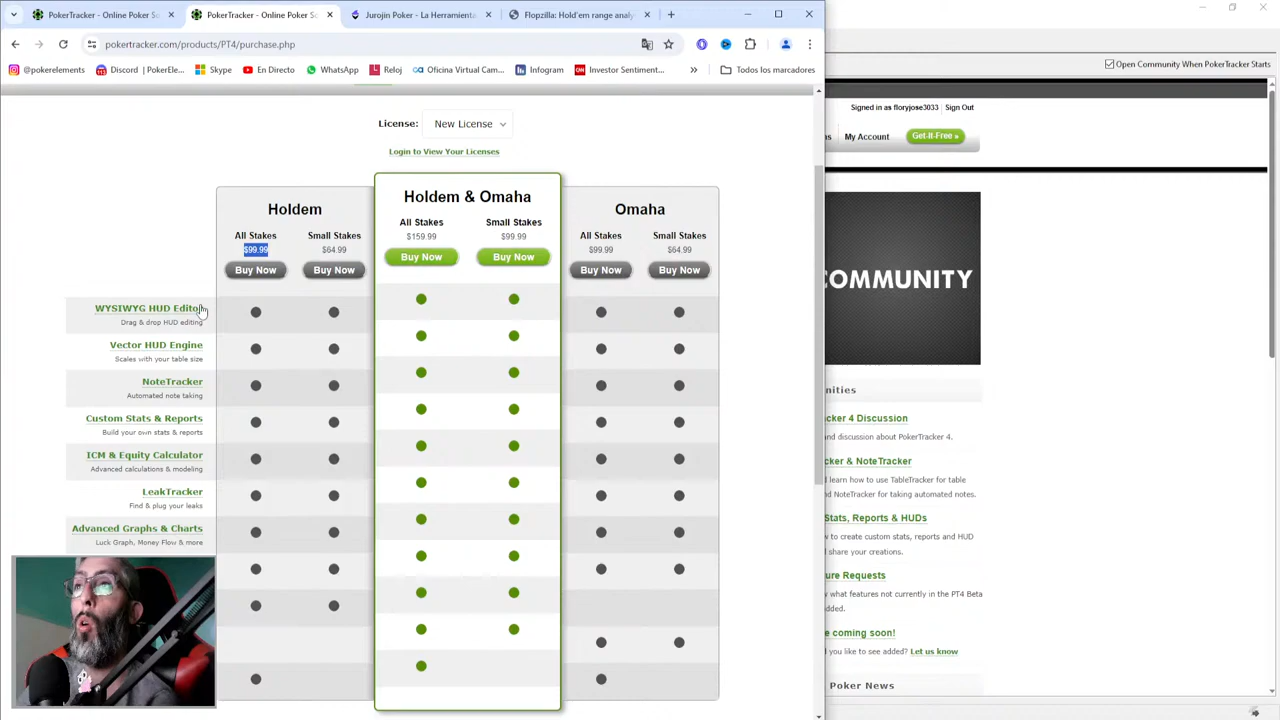 PokerTracker - Online Poker So
PokerTracker - Online Poker So
Jurojin Poker - La Herramienta
Flopzilla: Hold'em range analy
pokertracker.com/products/PT4/purchase.php
@pokerelements
Discord | PokerEle...
Skype
En Directo
WhatsApp
Reloj
Oficina Virtual Cam...
Infogram
Investor Sentiment...
Todos los marcadores
Open Community When PokerTracker Starts
Signed in as floryjose3033 | Sign Out
My Account
Get-It-Free »
License:
New License
Login to View Your Licenses
Holdem
Holdem & Omaha
Omaha
All Stakes
Small Stakes
All Stakes
Small Stakes
All Stakes
Small Stakes
$99.99
$64.99
$159.99
$99.99
$99.99
$64.99
Buy Now
Buy Now
Buy Now
Buy Now
Buy Now
Buy Now
WYSIWYG HUD Editor
Drag & drop HUD editing
Vector HUD Engine
Scales with your table size
NoteTracker
Automated note taking
Custom Stats & Reports
Build your own stats & reports
ICM & Equity Calculator
Advanced calculations & modeling
LeakTracker
Find & plug your leaks
Advanced Graphs & Charts
Luck Graph, Money Flow & more
COMMUNITY
nities
cker 4 Discussion
and discussion about PokerTracker 4.
cker & NoteTracker
d learn how to use TableTracker for table
and NoteTracker for taking automated notes.
Stats, Reports & HUDs
ow to create custom stats, reports and HUD
d share your creations.
ure Requests
w what features not currently in the PT4 Beta
dded.
e coming soon!
d you like to see added? Let us know
Poker News